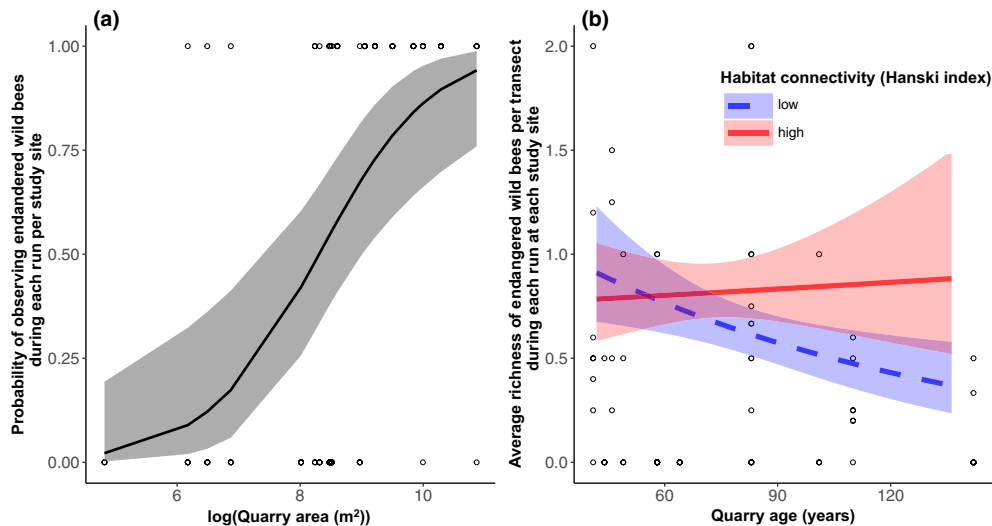 (a)
Probability of observing endandered wild bees
during each run per study site
1.00
0.75
0.50
0.25
0.00
6
8
10
log(Quarry area (m²))
(b)
Average richness of endangered wild bees per transect
during each run at each study site
2.0
1.5
1.0
0.5
0.0
Habitat connectivity (Hanski index)
low
high
60
90
120
Quarry age (years)